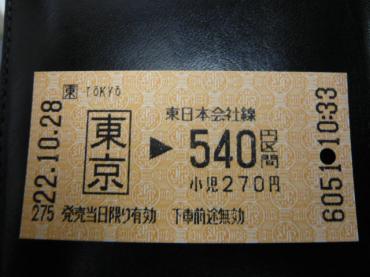 東 TŌKYŌ
22.10.28
東京
▶
東日本会社線
540円区間
小児270円
275 発売当日限り有効 下車前途無効
6051●10:33